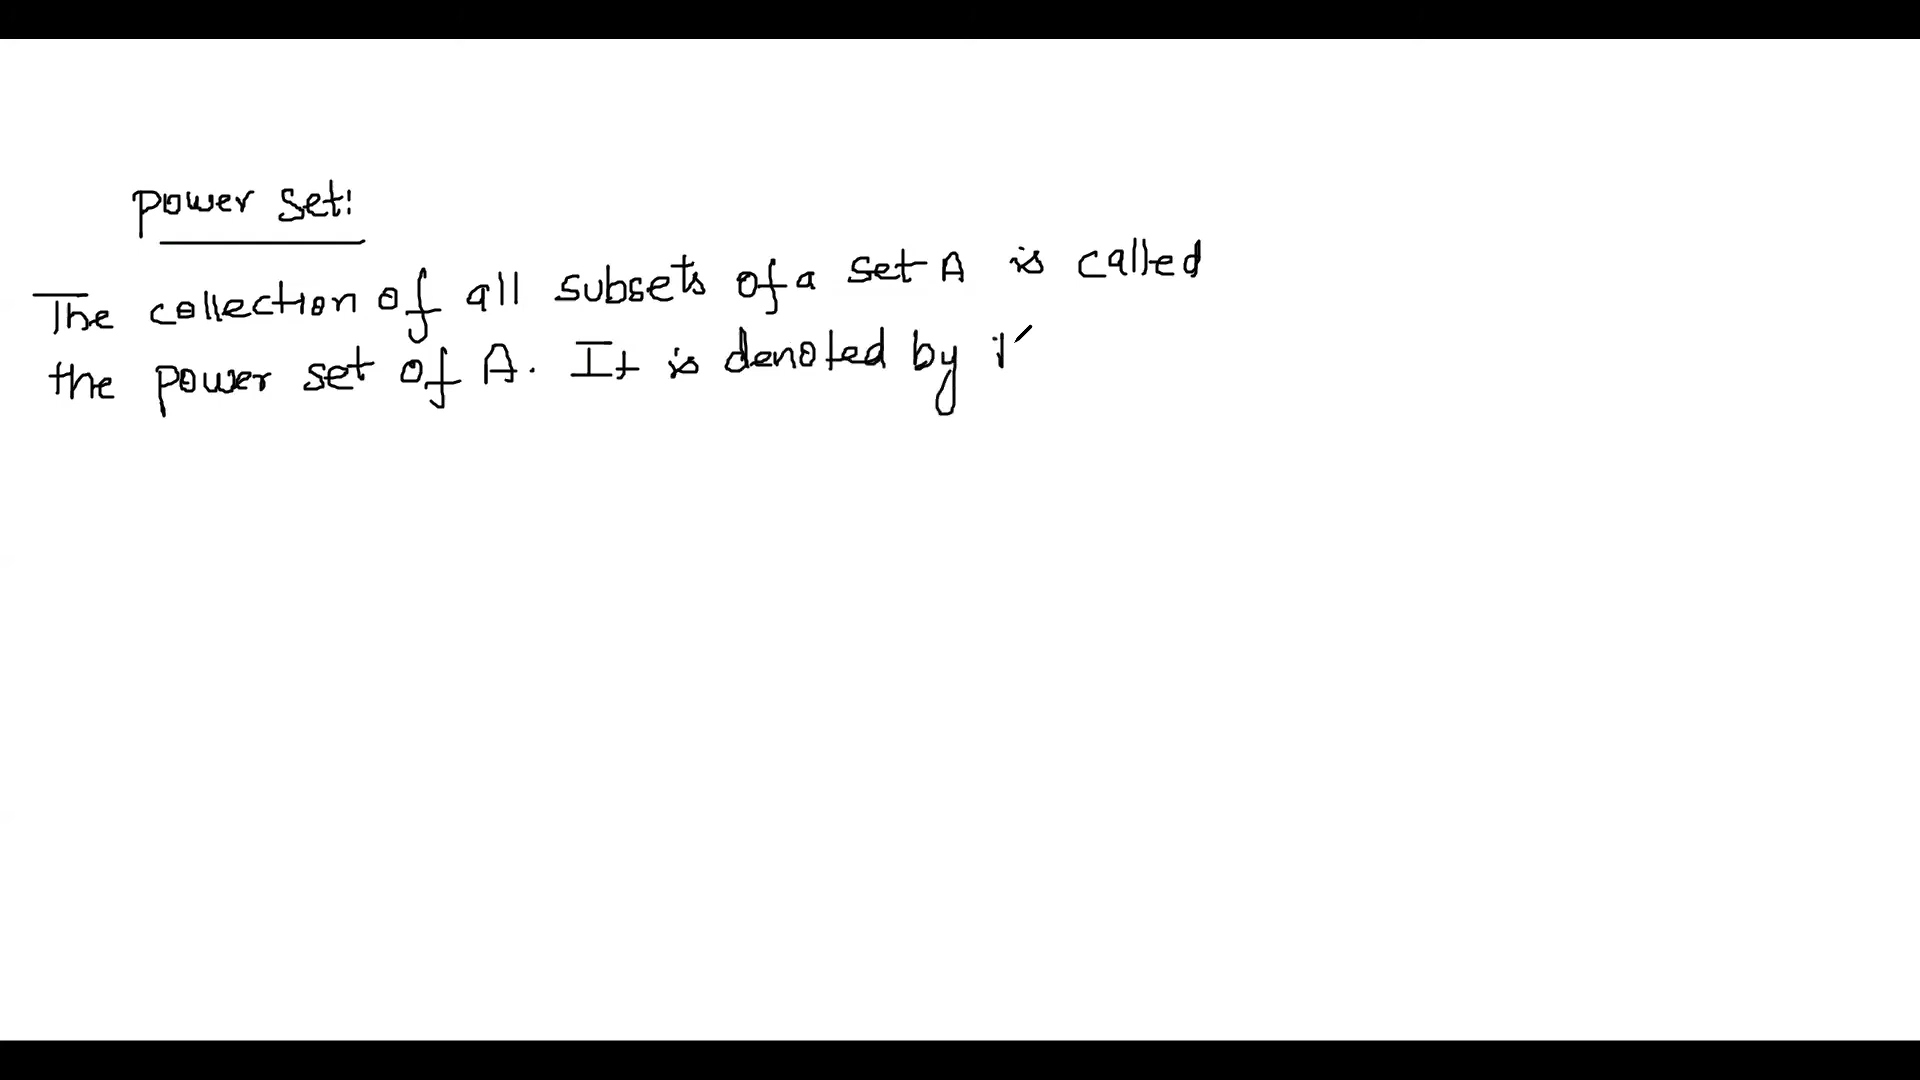 power set:
The collection of all subsets of a set A is called
the power set of A. It is denoted by